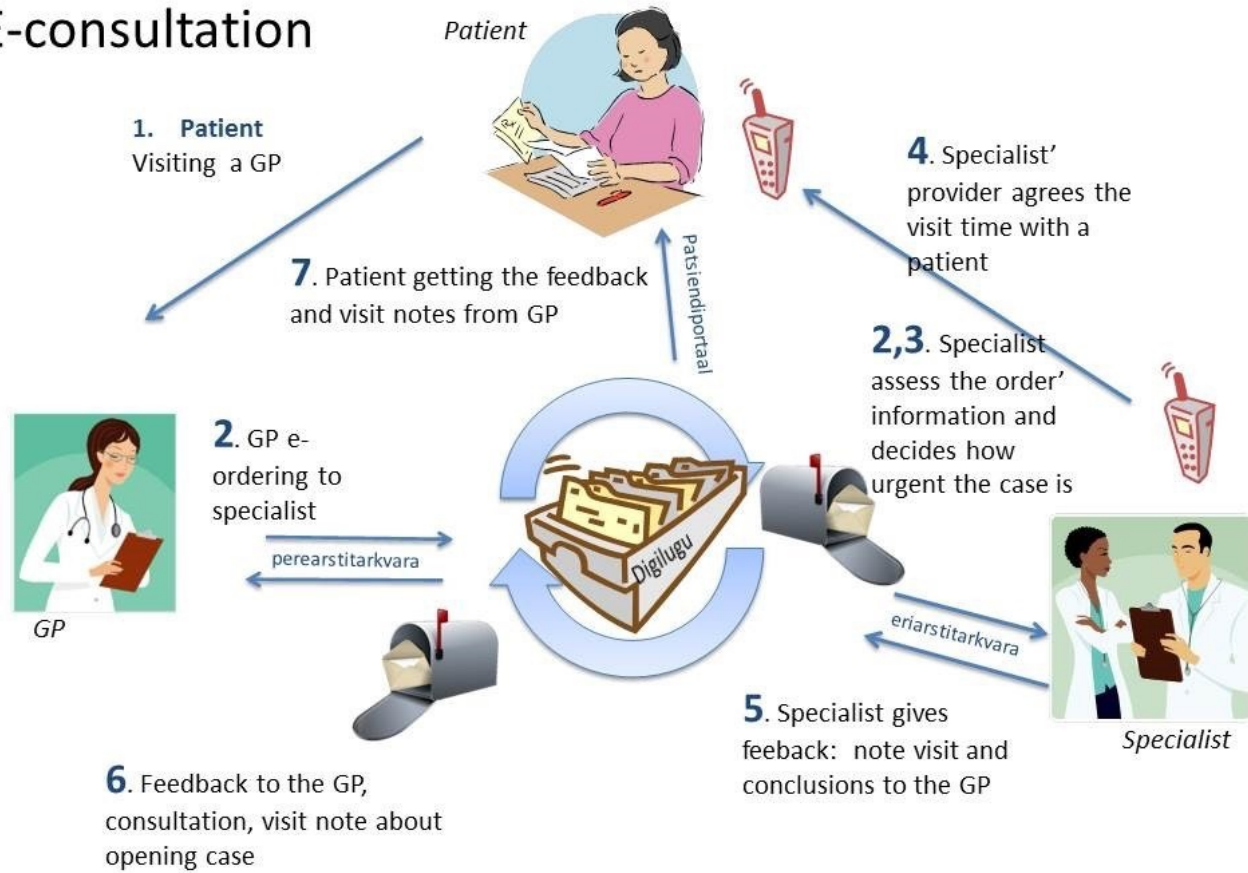 E-consultation
Patient
1. Patient
Visiting a GP
4. Specialist'
provider agrees the
visit time with a
patient
7. Patient getting the feedback
and visit notes from GP
Patsiendiportaal
2,3. Specialist
assess the order'
information and
decides how
urgent the case is
2. GP e-
ordering to
specialist
perearstitarkvara
Digilugu
GP
eriarstitarkvara
Specialist
5. Specialist gives
feeback: note visit and
conclusions to the GP
6. Feedback to the GP,
consultation, visit note about
opening case